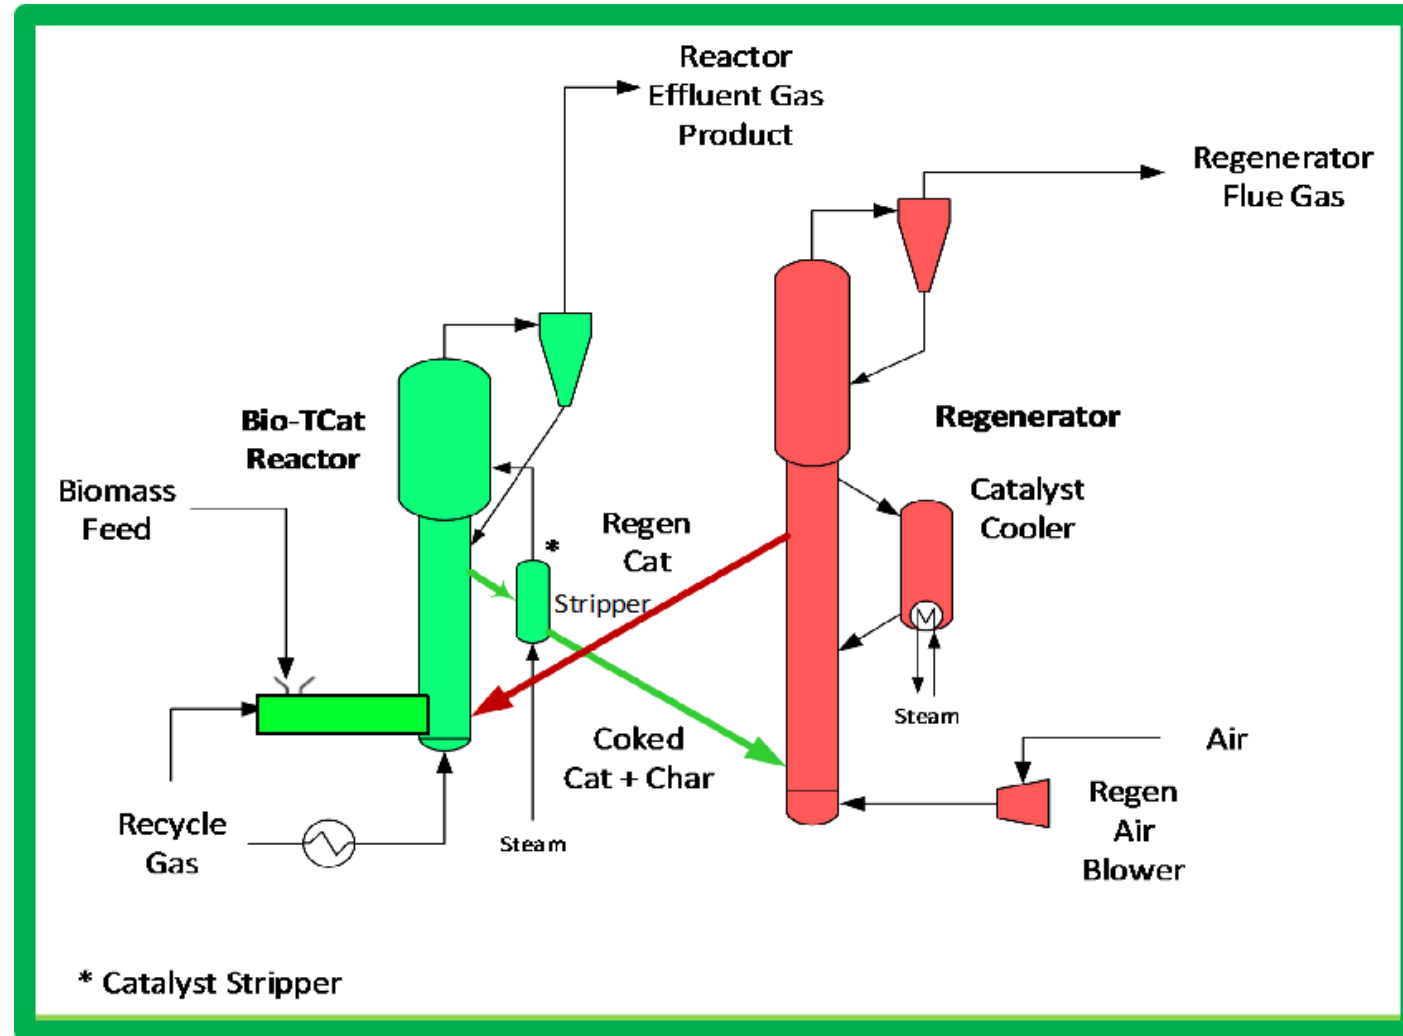 Reactor
Effluent Gas
Product
Regenerator
Flue Gas
Bio-TCat
Reactor
Regenerator
Biomass
Feed
Catalyst
Cooler
Regen
Cat
*
Stripper
M
Steam
Coked
Cat + Char
Air
Regen
Air
Blower
Recycle
Gas
Steam
* Catalyst Stripper